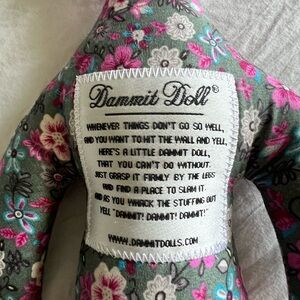 Dammit Doll®
WHENEVER THINGS DON'T GO SO WELL,
AND YOU WANT TO HIT THE WALL AND YELL,
HERE'S A LITTLE DAMMIT DOLL,
THAT YOU CAN'T DO WITHOUT.
JUST GRASP IT FIRMLY BY THE LEGS
AND FIND A PLACE TO SLAM IT.
AND AS YOU WHACK THE STUFFING OUT
YELL "DAMMIT! DAMMIT! DAMMIT!"
WWW.DAMMITDOLLS.COM